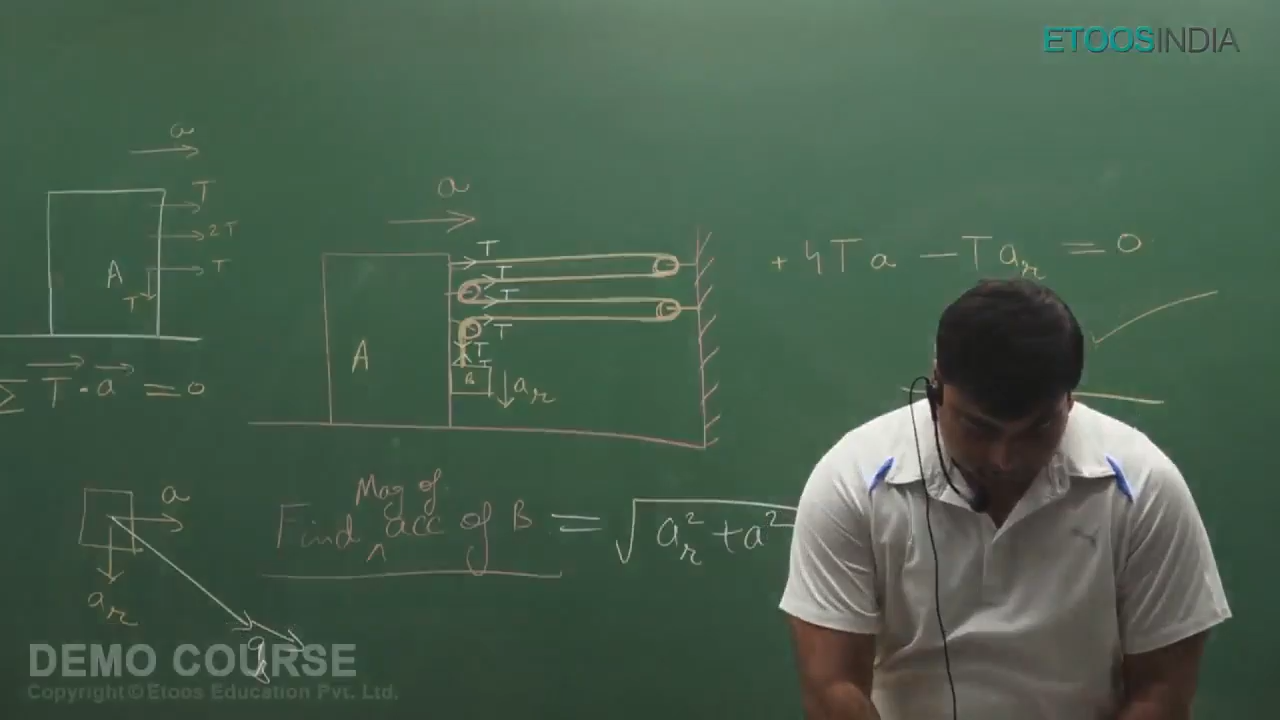 ETOOSINDIA
a
T
2T
T
A
T
Σ T · a = 0
a
T
T
T
T
T
A
B
a_r
+ 4Ta - Ta_r = 0
a
a_r
Mag of
Find ^ acc of B = √ a_r² + a²
DEMO COURSE
Copyright © Etoos Education Pvt. Ltd.